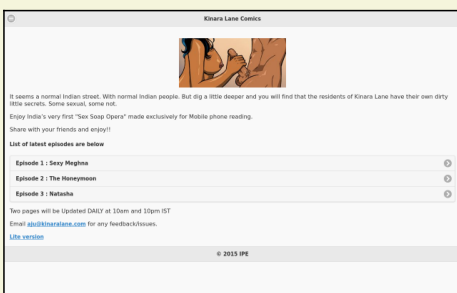 Kinara Lane Comics
It seems a normal Indian street. With normal Indian people. But dig a little deeper and you will find that the residents of Kinara Lane have their own dirty
little secrets. Some sexual, some not.
Enjoy India's very first "Sex Soap Opera" made exclusively for Mobile phone reading.
Share with your friends and enjoy!!
List of latest episodes are below
Episode 1 : Sexy Meghna
Episode 2 : The Honeymoon
Episode 3 : Natasha
Two pages will be Updated DAILY at 10am and 10pm IST
Email aju@kinaralane.com for any feedback/issues.
Lite version
© 2015 IPE